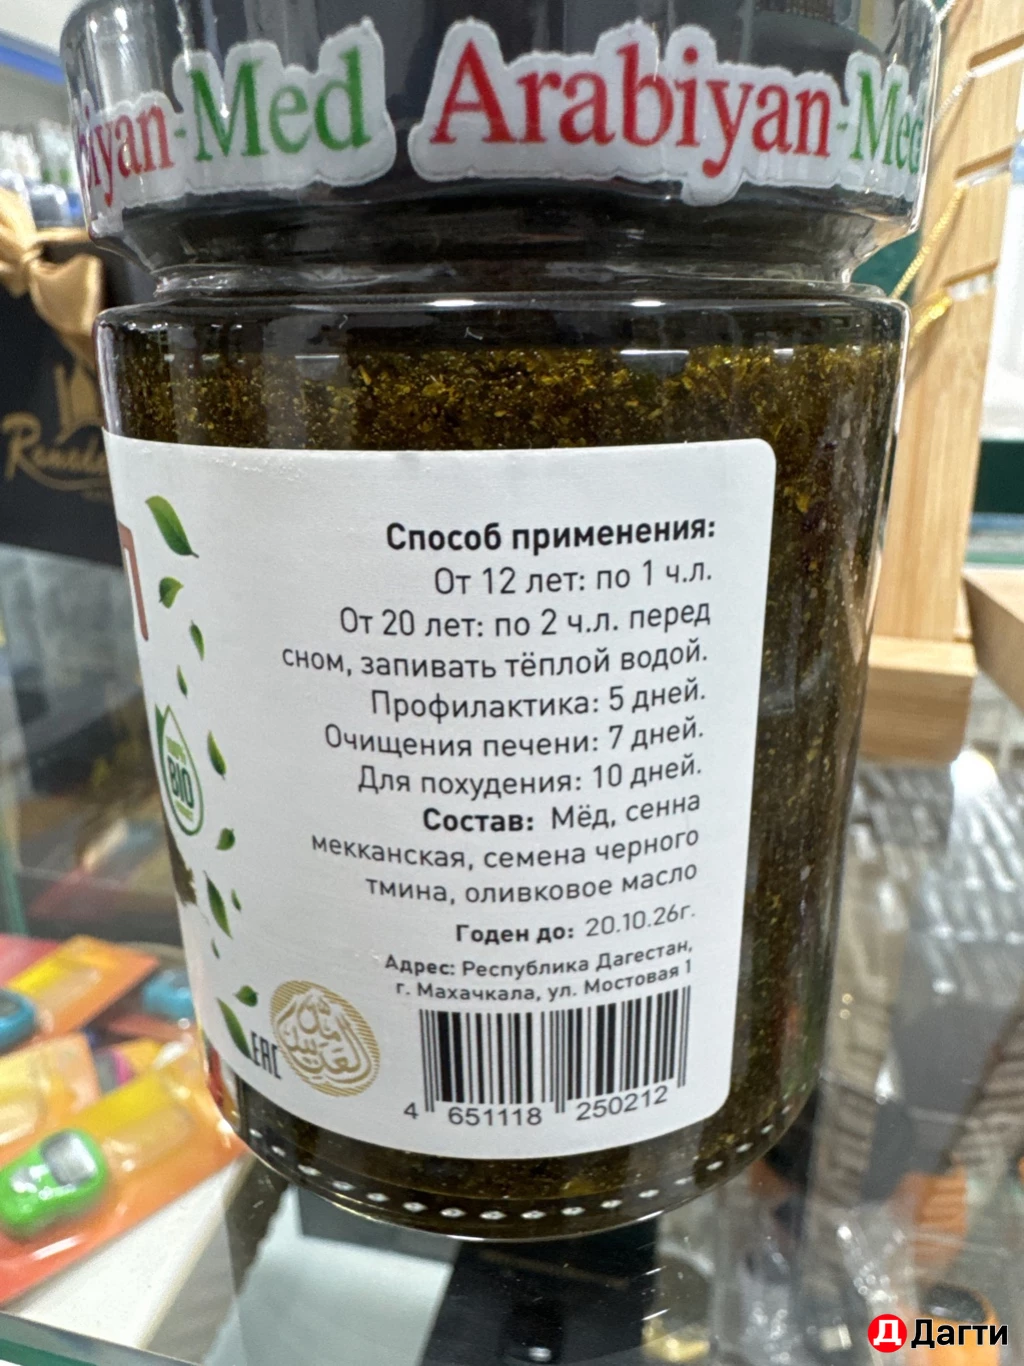 Arabiyan-Med
Способ применения:
От 12 лет: по 1 ч.л.
От 20 лет: по 2 ч.л. перед
сном, запивать тёплой водой.
Профилактика: 5 дней.
Очищения печени: 7 дней.
Для похудения: 10 дней.
Состав: Мёд, сенна
мекканская, семена черного
тмина, оливковое масло
Годен до: 20.10.26г.
Адрес: Республика Дагестан,
г. Махачкала, ул. Мостовая 1
BIO
EAC
4 651118 250212
Дагти